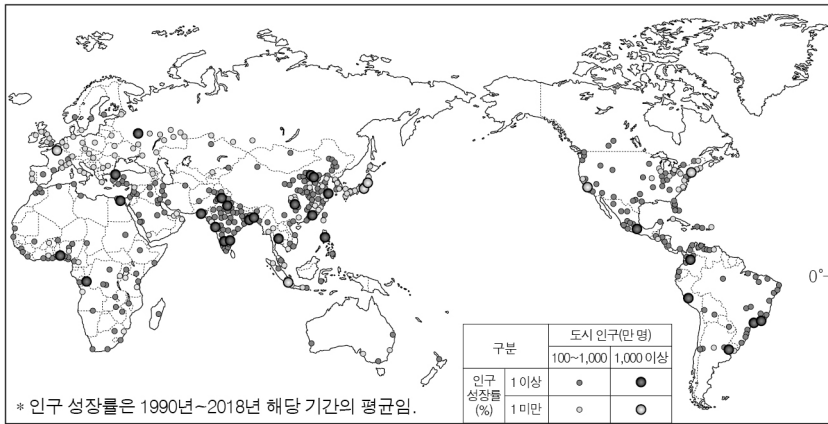 0°
구분
도시 인구(만 명)
100~1,000
1,000 이상
인구
성장률
(%)
1 이상
1 미만
* 인구 성장률은 1990년~2018년 해당 기간의 평균임.